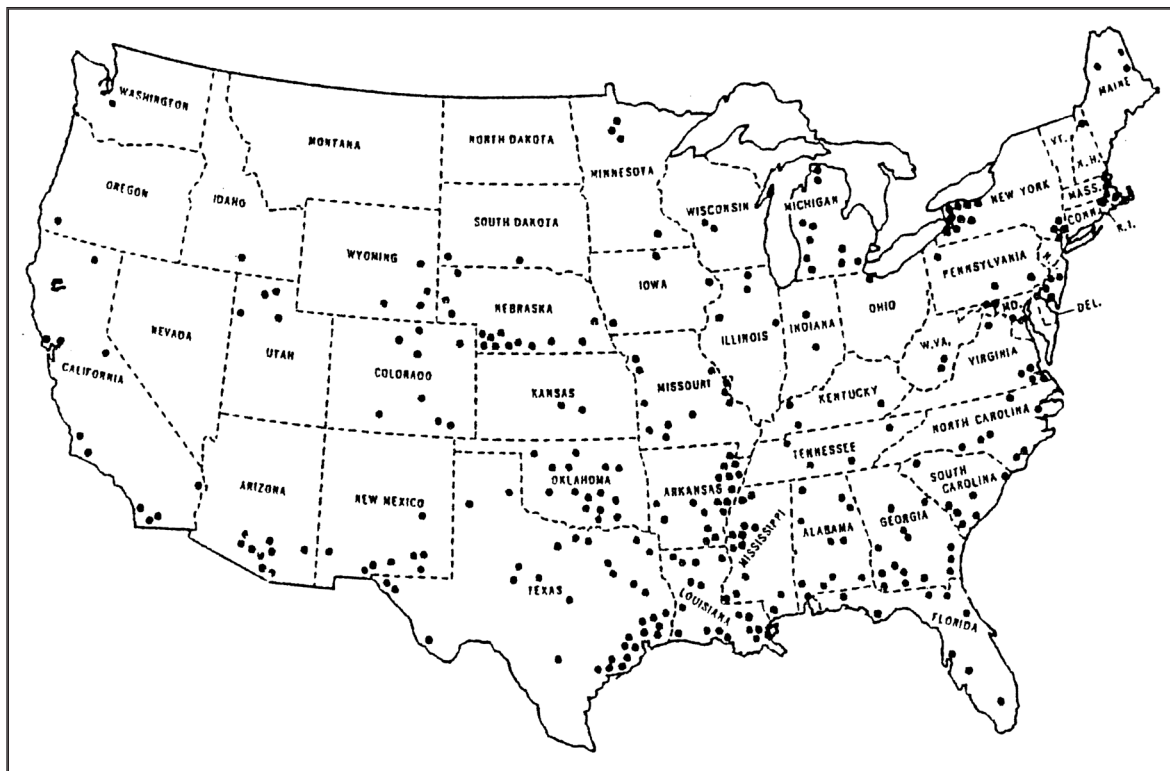 WASHINGTON
OREGON
IDAHO
MONTANA
NORTH DAKOTA
SOUTH DAKOTA
MINNESOTA
WISCONSIN
MICHIGAN
WYOMING
NEVADA
UTAH
COLORADO
CALIFORNIA
ARIZONA
NEW MEXICO
NEBRASKA
KANSAS
OKLAHOMA
TEXAS
IOWA
MISSOURI
ARKANSAS
LOUISIANA
ILLINOIS
INDIANA
OHIO
KENTUCKY
TENNESSEE
MISSISSIPPI
ALABAMA
GEORGIA
FLORIDA
SOUTH
CAROLINA
NORTH CAROLINA
VIRGINIA
W.VA.
MD.
DEL.
PENNSYLVANIA
NEW YORK
VT.
N.H.
MAINE
MASS.
CONN.
R.I.